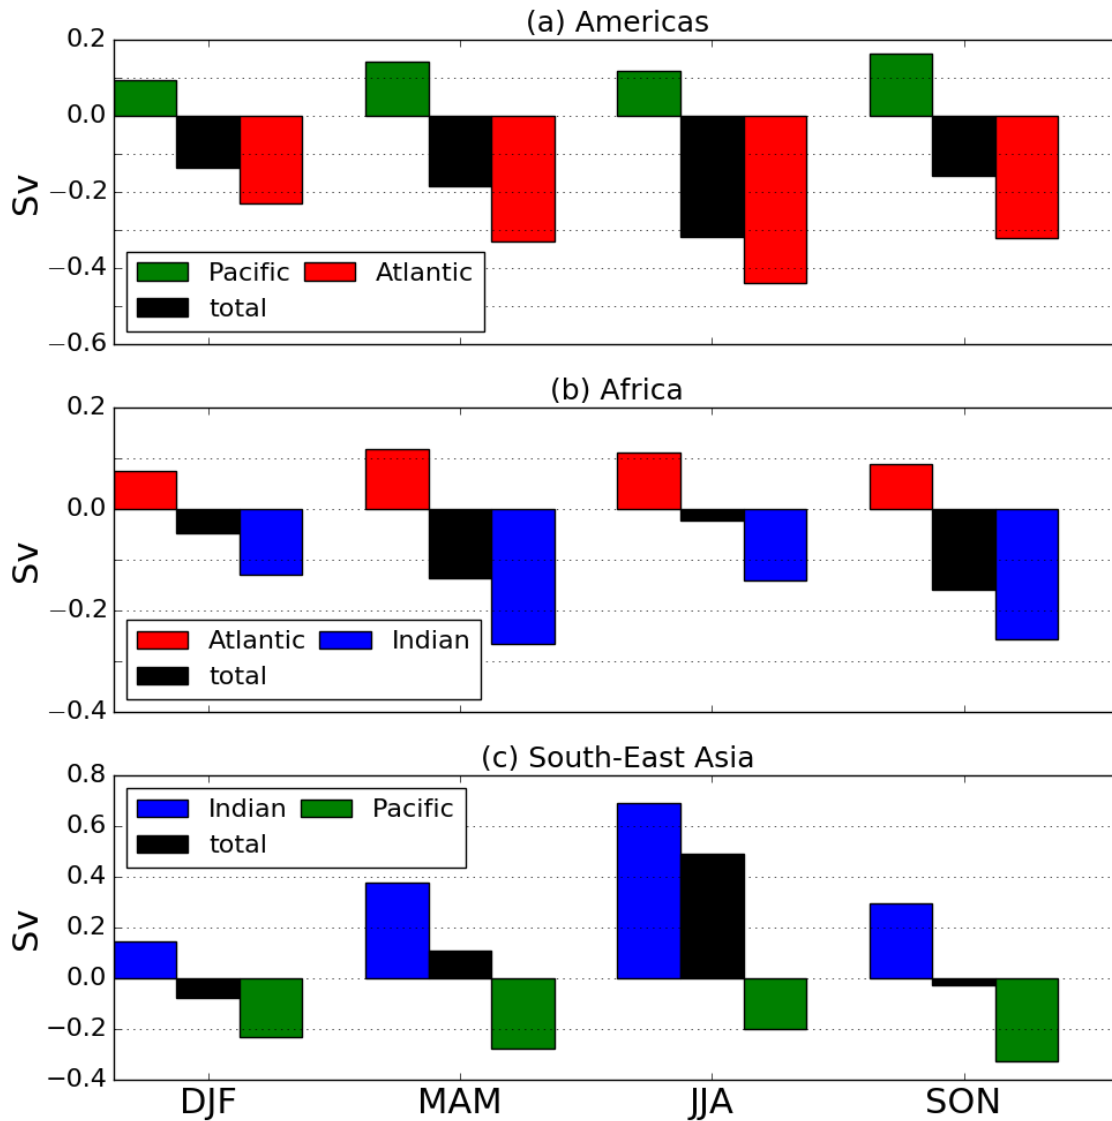 (a) Americas
0.2
0.0
−0.2
−0.4
−0.6
Sv
Pacific Atlantic
total
(b) Africa
0.2
0.0
−0.2
−0.4
Sv
Atlantic Indian
total
(c) South-East Asia
0.8
0.6
0.4
0.2
0.0
−0.2
−0.4
Sv
Indian Pacific
total
DJF MAM JJA SON